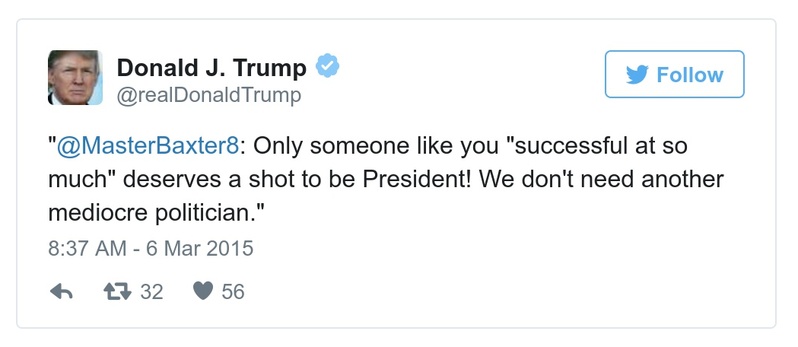 Donald J. Trump
@realDonaldTrump
Follow
"@MasterBaxter8: Only someone like you "successful at so
much" deserves a shot to be President! We don't need another
mediocre politician."
8:37 AM - 6 Mar 2015
32 56